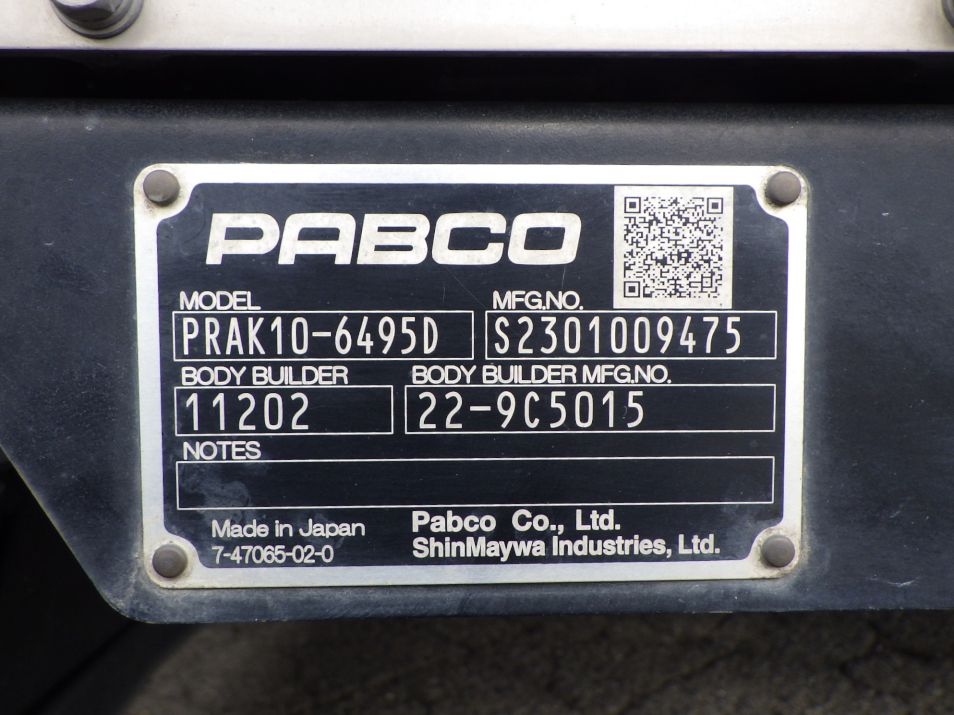 PABCO
MODEL MFG.NO.
PRAK10-6495D S2301009475
BODY BUILDER BODY BUILDER MFG.NO.
11202 22-9C5015
NOTES
Made in Japan Pabco Co., Ltd.
7-47065-02-0 ShinMaywa Industries, Ltd.